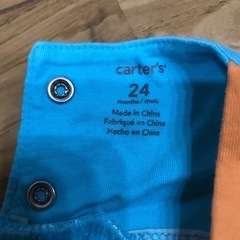 carter's
24
months/mois
Made in China
Fabriqué en Chine
Hecho en China